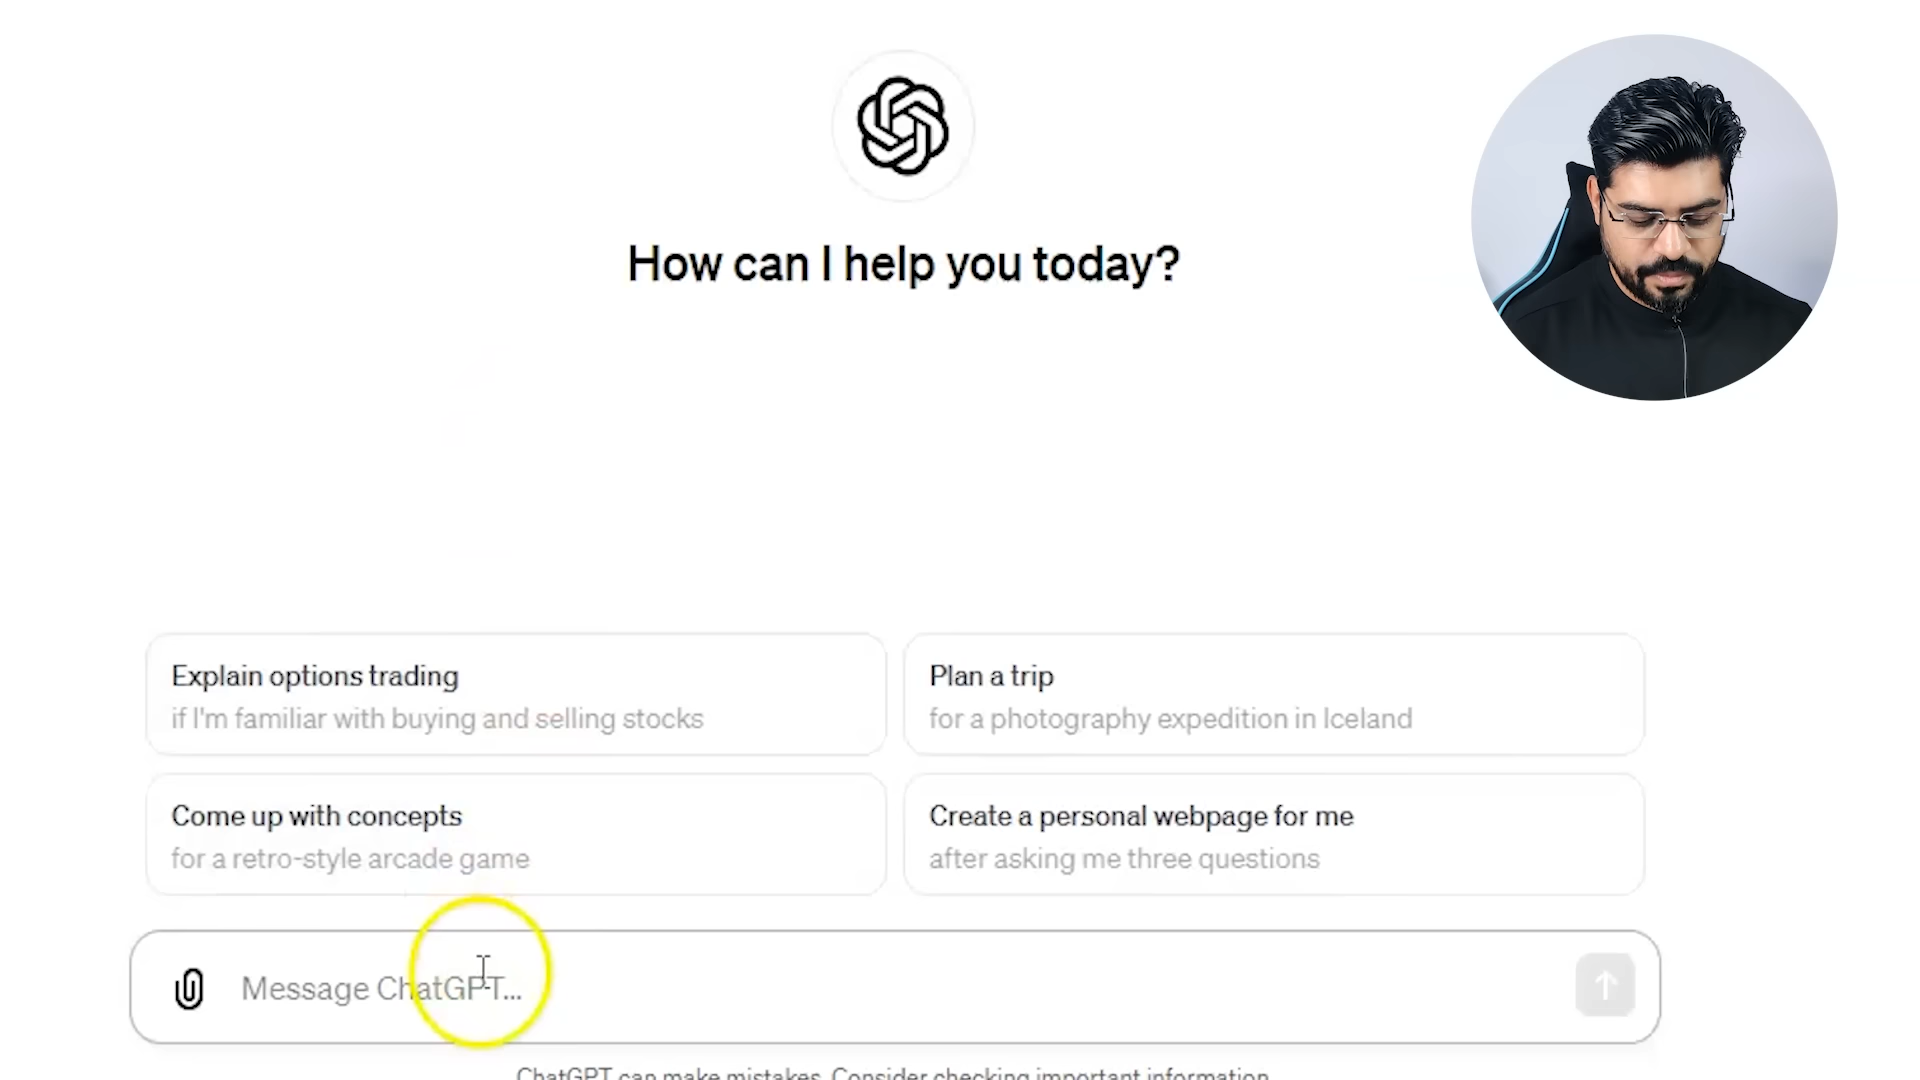 How can I help you today?
Explain options trading
if I'm familiar with buying and selling stocks
Plan a trip
for a photography expedition in Iceland
Come up with concepts
for a retro-style arcade game
Create a personal webpage for me
after asking me three questions
Message ChatGPT...
ChatGPT can make mistakes. Consider checking important information.